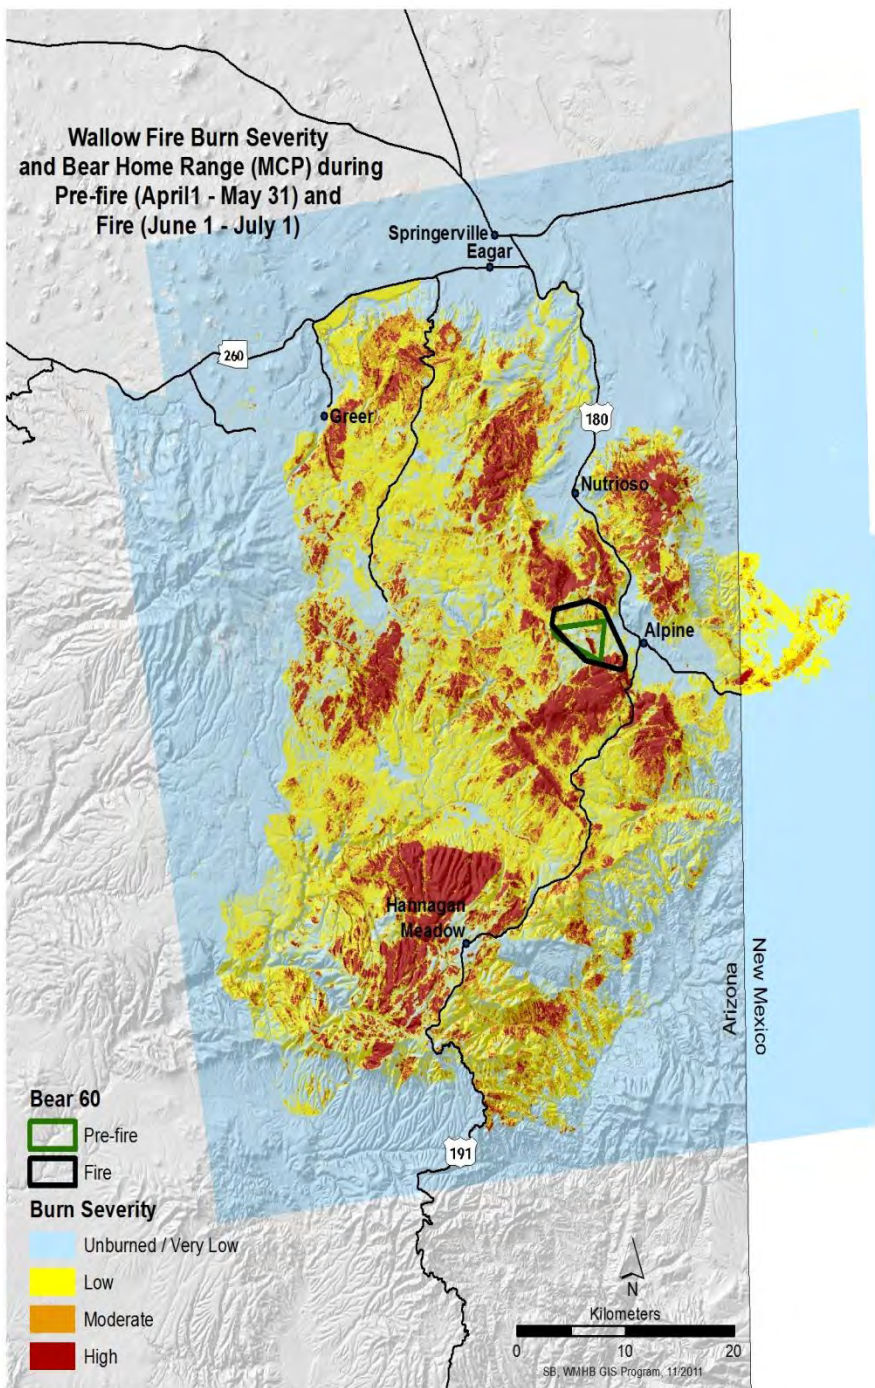 Wallow Fire Burn Severity
and Bear Home Range (MCP) during
Pre-fire (April1 - May 31) and
Fire (June 1 - July 1)
Springerville
Eagar
260
Greer
180
Nutrioso
Alpine
Hannagan
Meadow
Arizona
New Mexico
191
Bear 60
Pre-fire
Fire
Burn Severity
Unburned / Very Low
Low
Moderate
High
N
Kilometers
0 10 20
SB, WMHB GIS Program, 11/2011